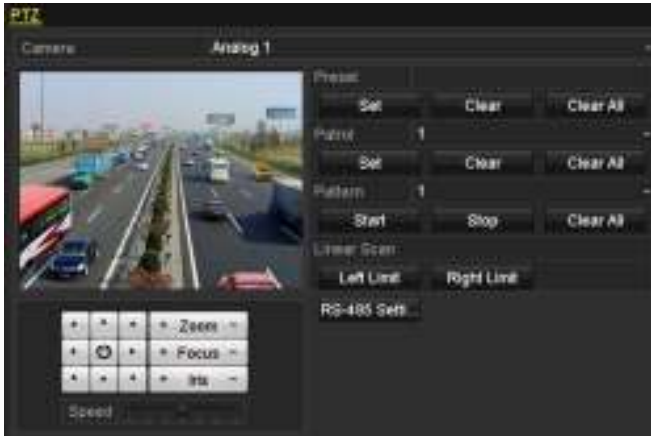 PTZ
Camera Analog 1
Preset
Set Clear Clear All
Patrol 1
Set Clear Clear All
Pattern 1
Start Stop Clear All
Linear Scan
Left Limit Right Limit
RS-485 Setti...
+ Zoom -
+ Focus -
+ Iris -
Speed